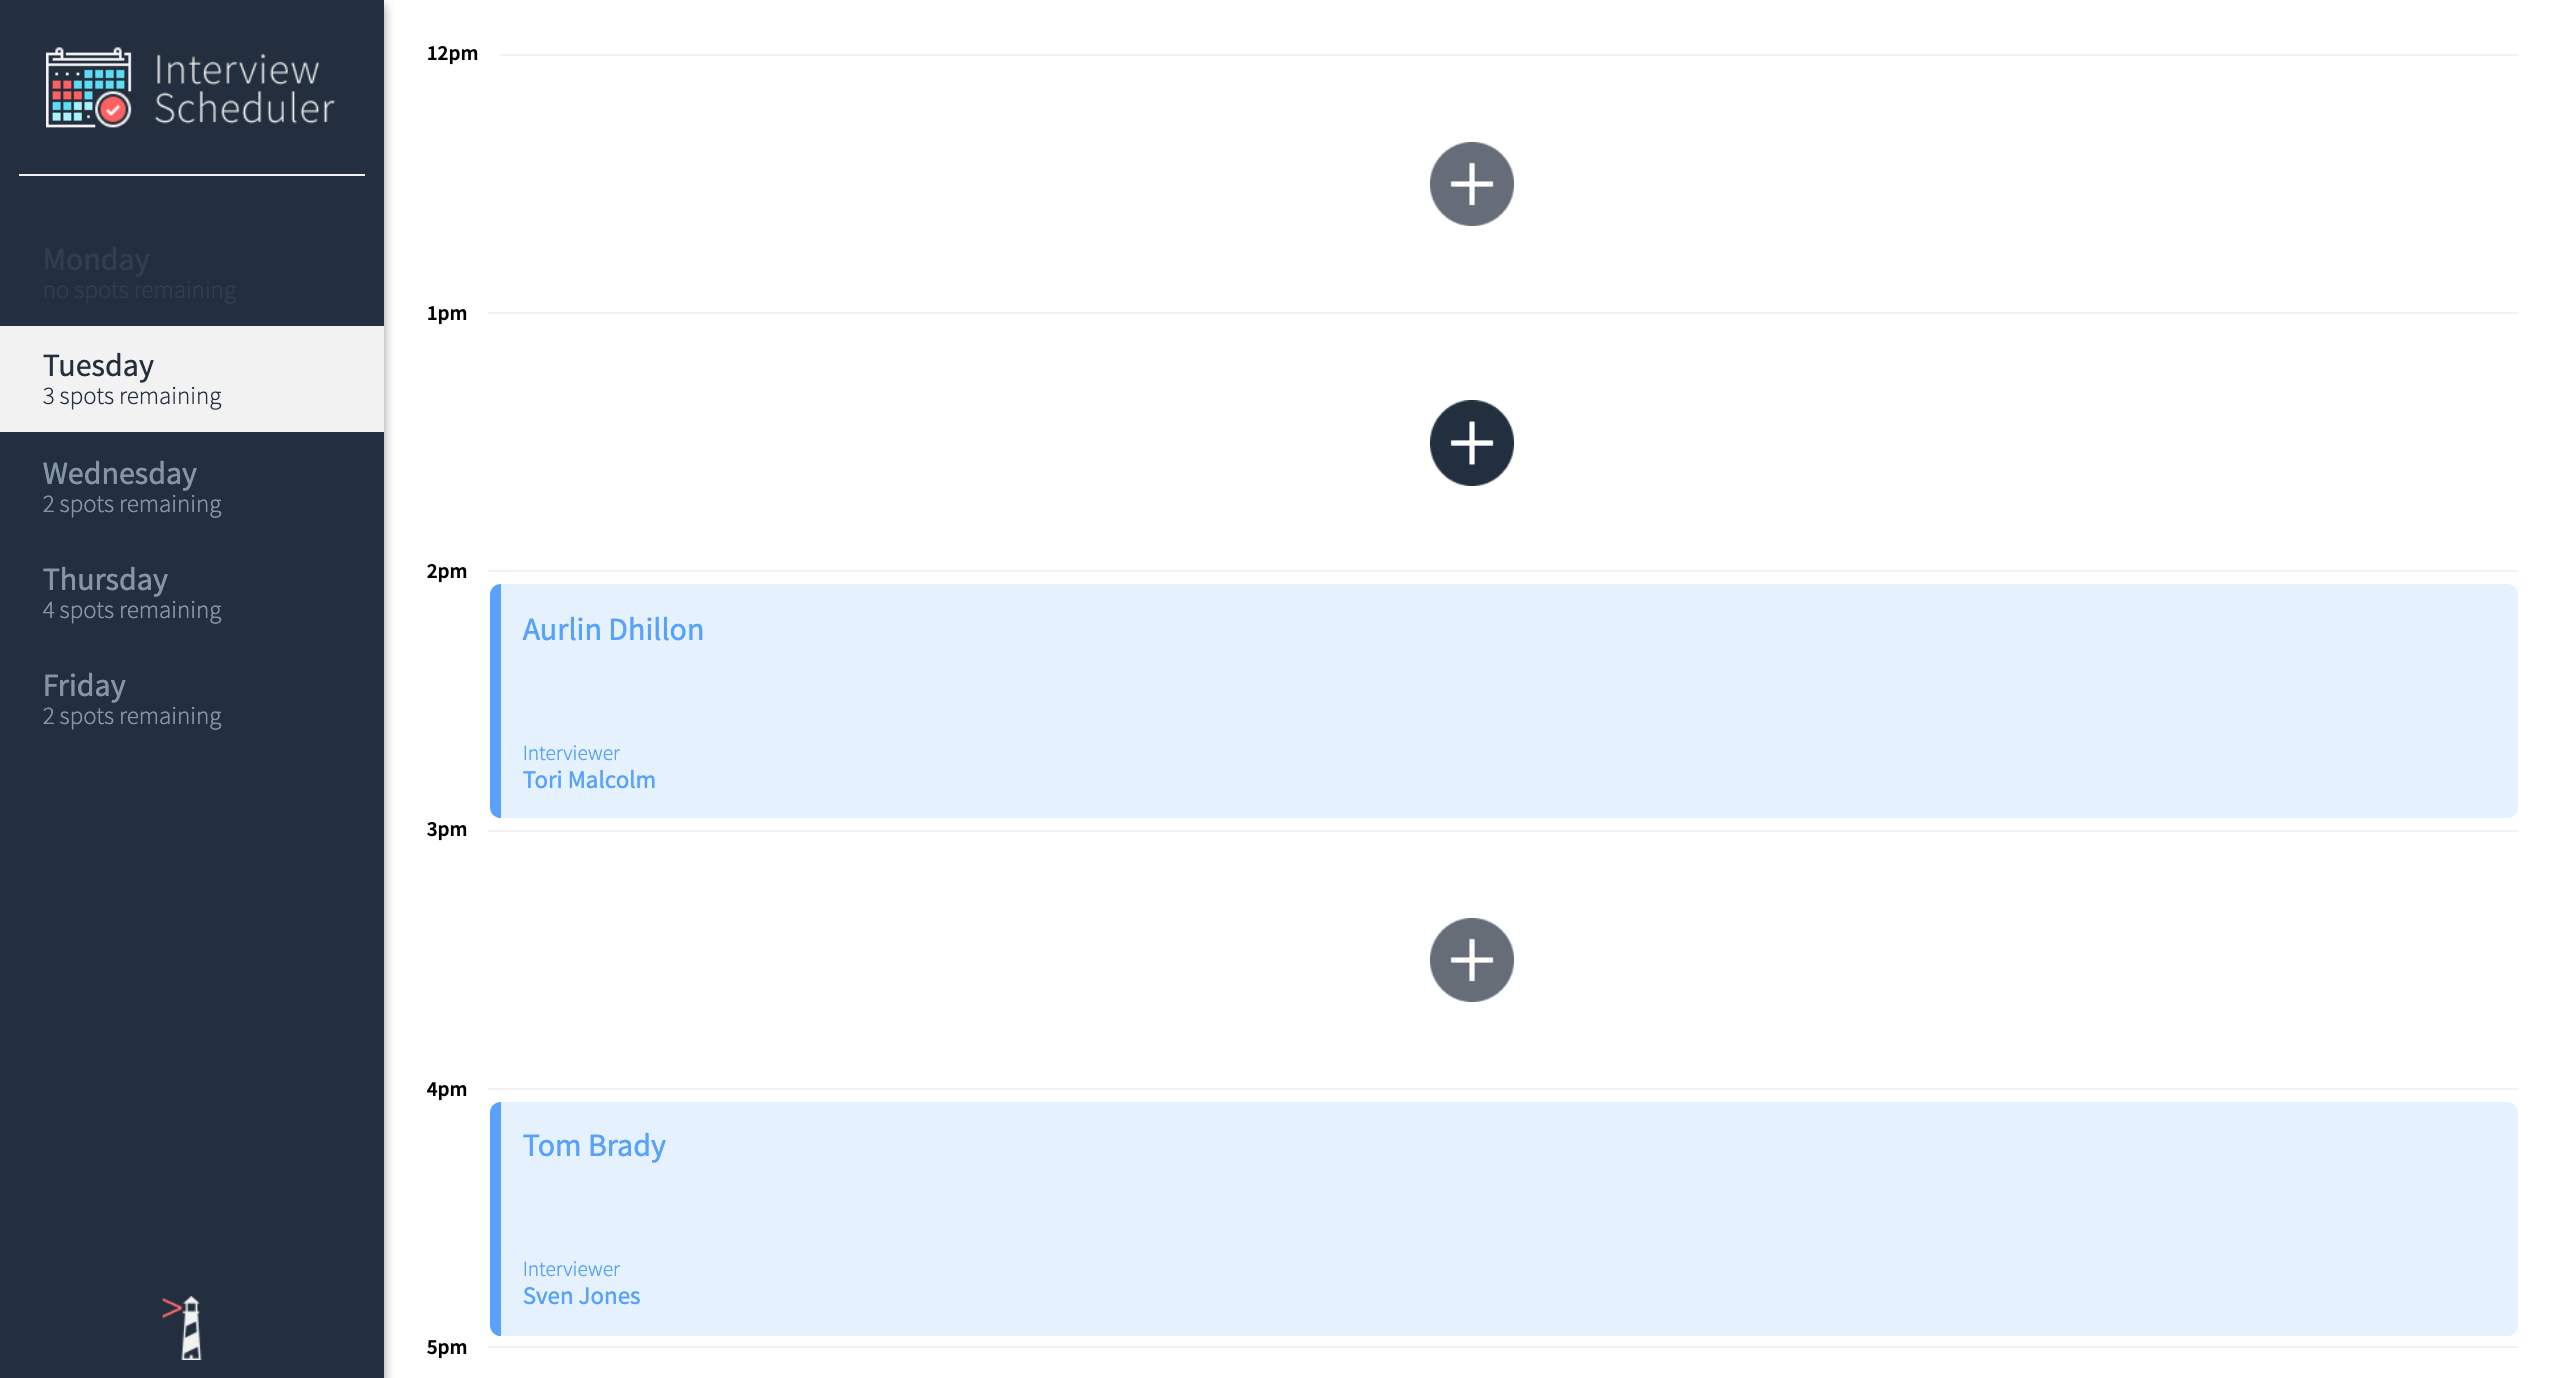 Interview
Scheduler
Monday
no spots remaining
Tuesday
3 spots remaining
Wednesday
2 spots remaining
Thursday
4 spots remaining
Friday
2 spots remaining
12pm
1pm
2pm
Aurlin Dhillon
Interviewer
Tori Malcolm
3pm
4pm
Tom Brady
Interviewer
Sven Jones
5pm